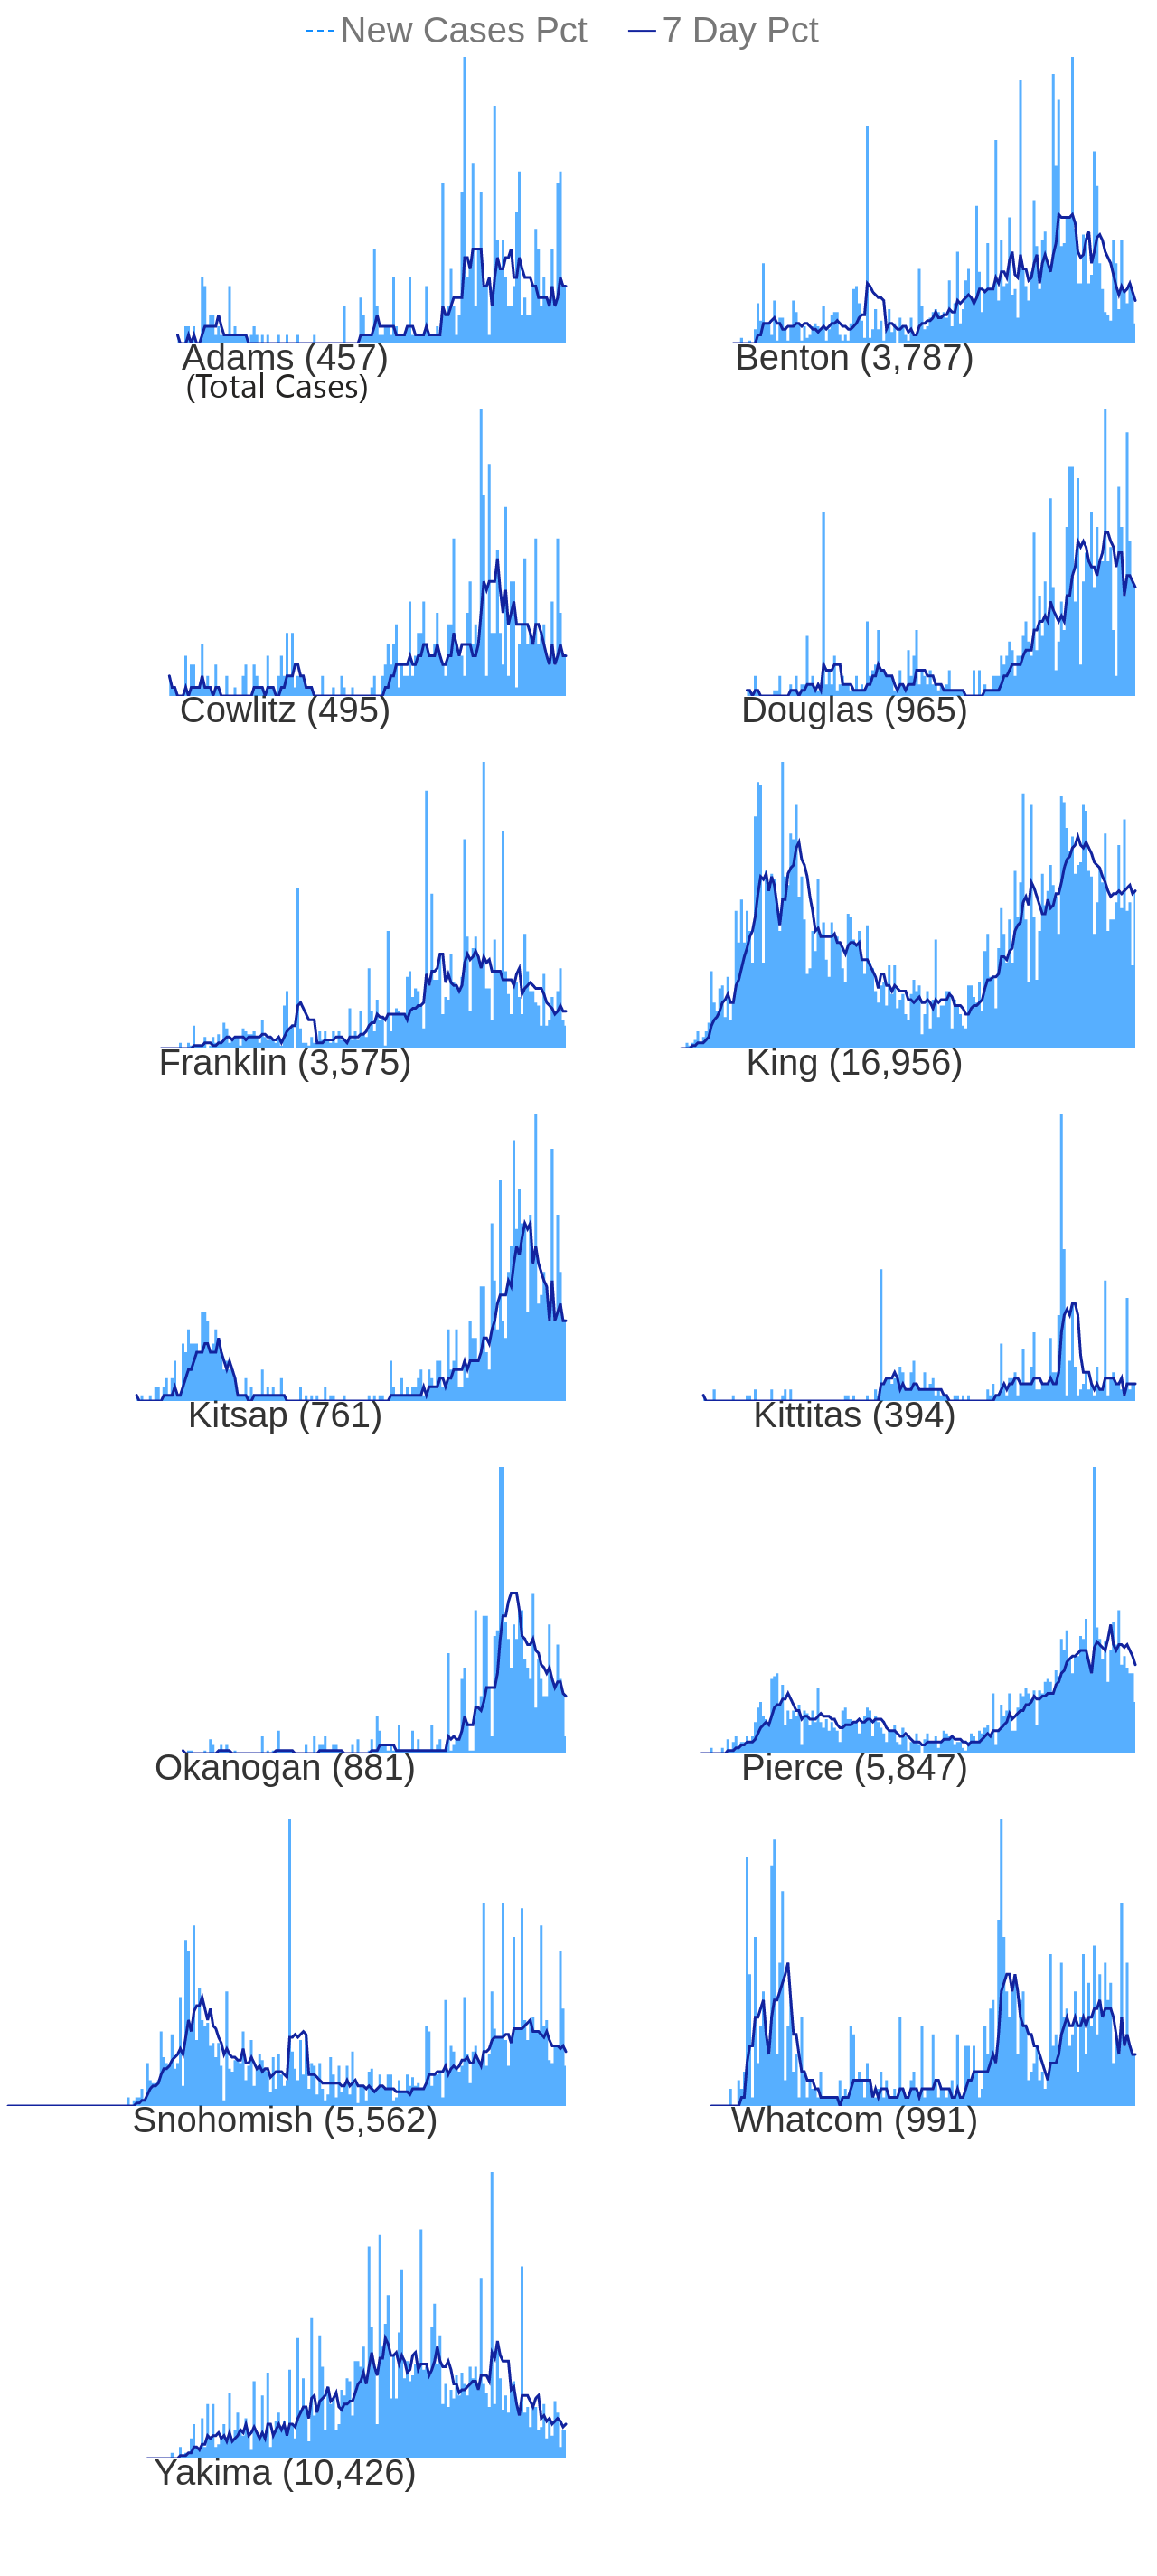 New Cases Pct 7 Day Pct
Adams (457) Benton (3,787)
(Total Cases)
Cowlitz (495) Douglas (965)
Franklin (3,575) King (16,956)
Kitsap (761) Kittitas (394)
Okanogan (881) Pierce (5,847)
Snohomish (5,562) Whatcom (991)
Yakima (10,426)